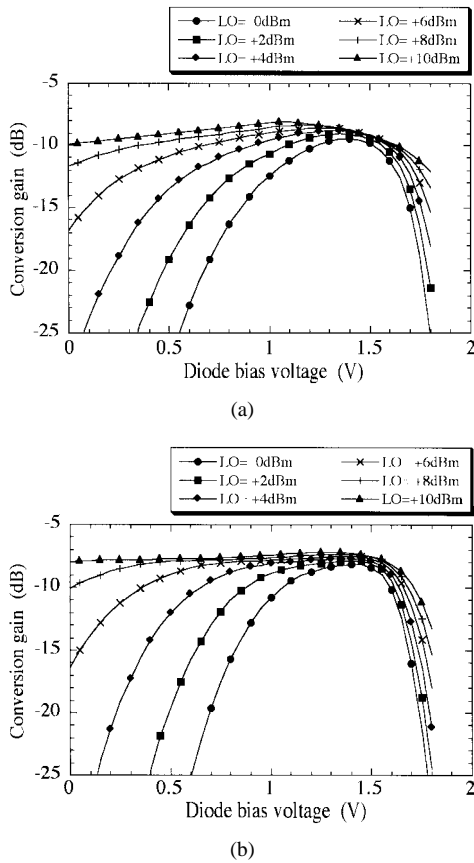 LO= 0dBm
LO=+6dBm
LO= +2dBm
LO=+8dBm
LO= +4dBm
LO=+10dBm
-5
-10
-15
-20
-25
Conversion gain (dB)
0
0.5
1
1.5
2
Diode bias voltage (V)
(a)
LO= 0dBm
LO +6dBm
LO= +2dBm
LO= +8dBm
LO +4dBm
LO=+10dBm
-5
-10
-15
-20
-25
Conversion gain (dB)
0
0.5
1
1.5
2
Diode bias voltage (V)
(b)